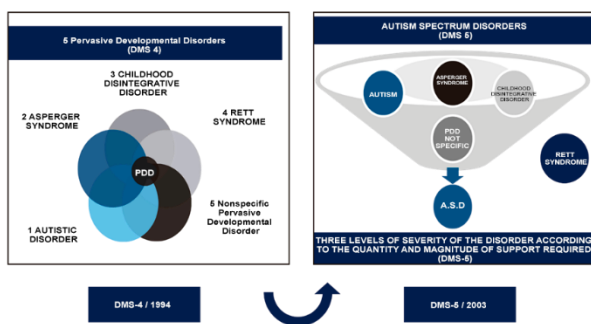 5 Pervasive Developmental Disorders
(DMS 4)
3 CHILDHOOD
DISINTEGRATIVE
DISORDER
2 ASPERGER
SYNDROME
4 RETT
SYNDROME
PDD
1 AUTISTIC
DISORDER
5 Nonspecific
Pervasive
Developmental
Disorder
AUTISM SPECTRUM DISORDERS
(DMS 5)
AUTISM
ASPERGER
SYNDROME
CHILDHOOD
DISINTEGRATIVE
DISORDER
PDD
NOT
SPECIFIC
RETT
SYNDROME
A.S.D
THREE LEVELS OF SEVERITY OF THE DISORDER ACCORDING
TO THE QUANTITY AND MAGNITUDE OF SUPPORT REQUIRED
(DMS-5)
DMS-4 / 1994
DMS-5 / 2003